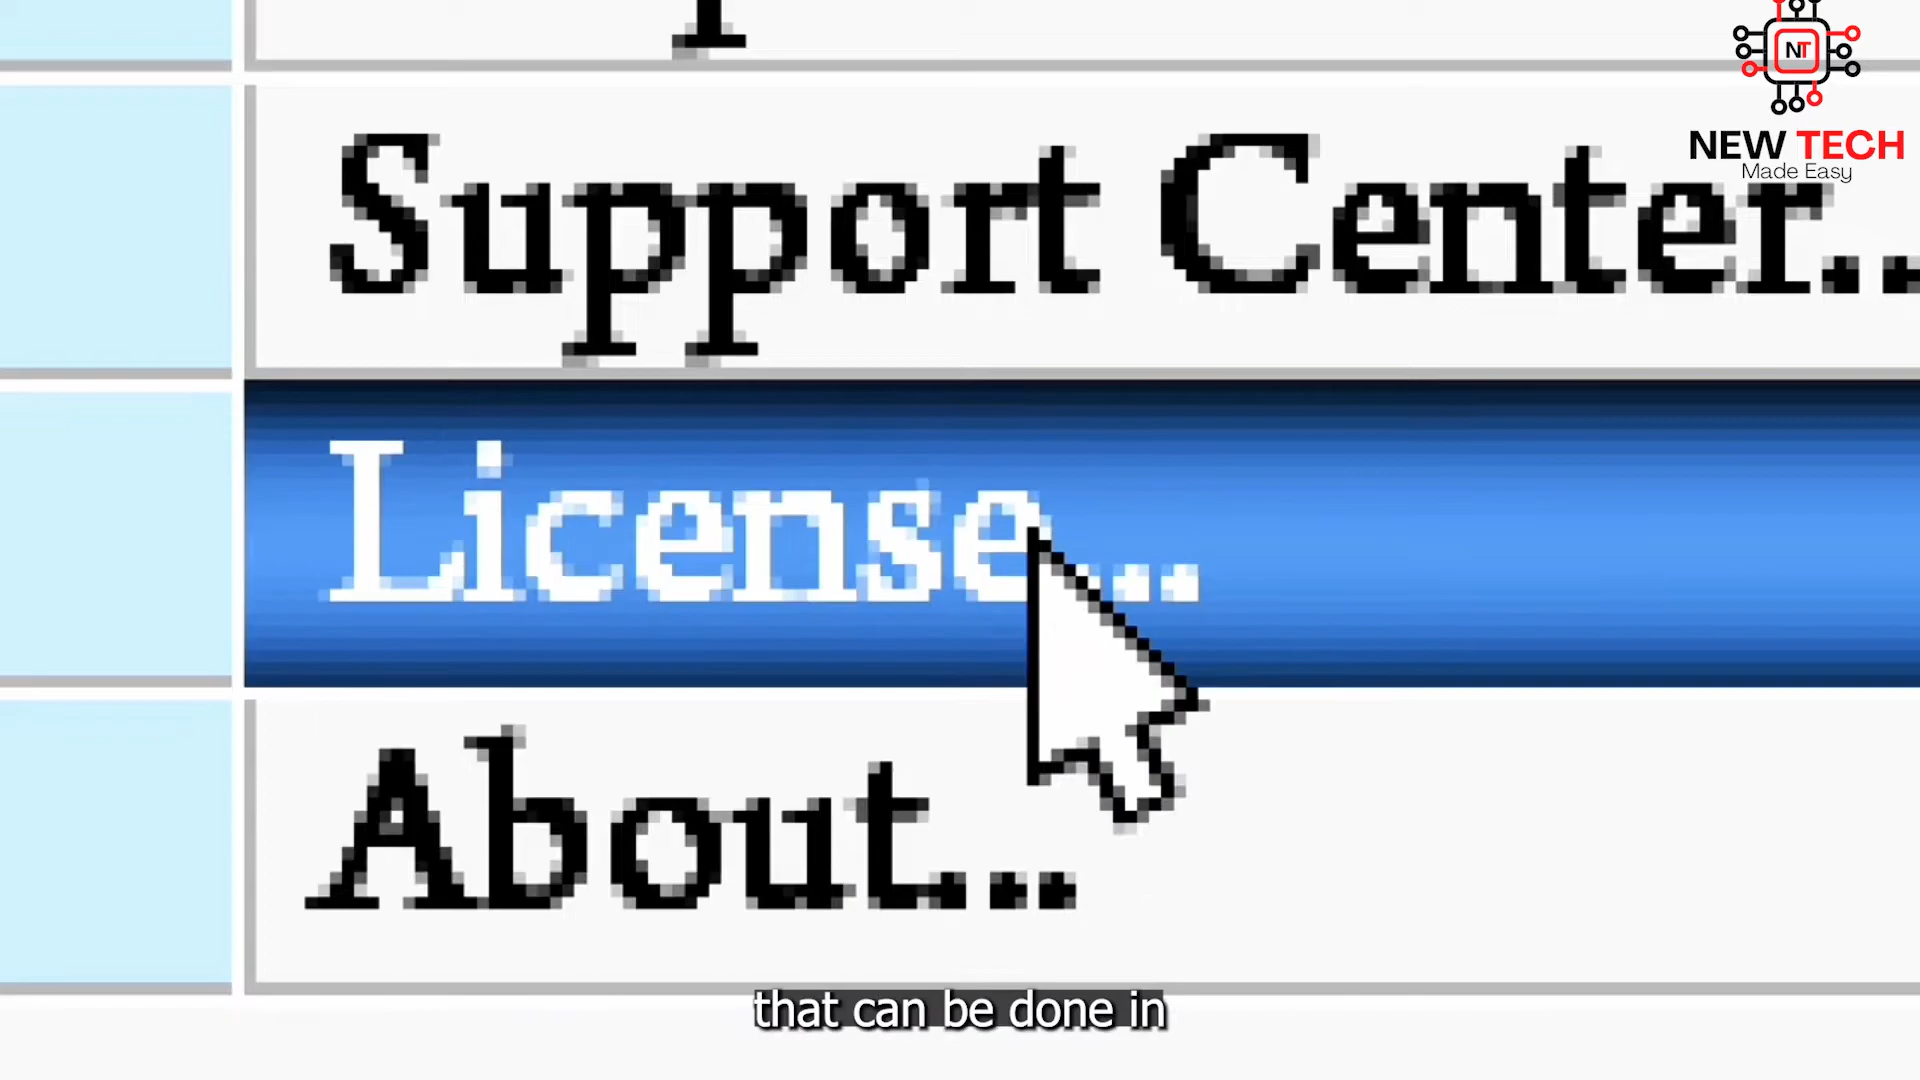 NT
NEW TECH
Made Easy
Support Center...
License...
About...
that can be done in